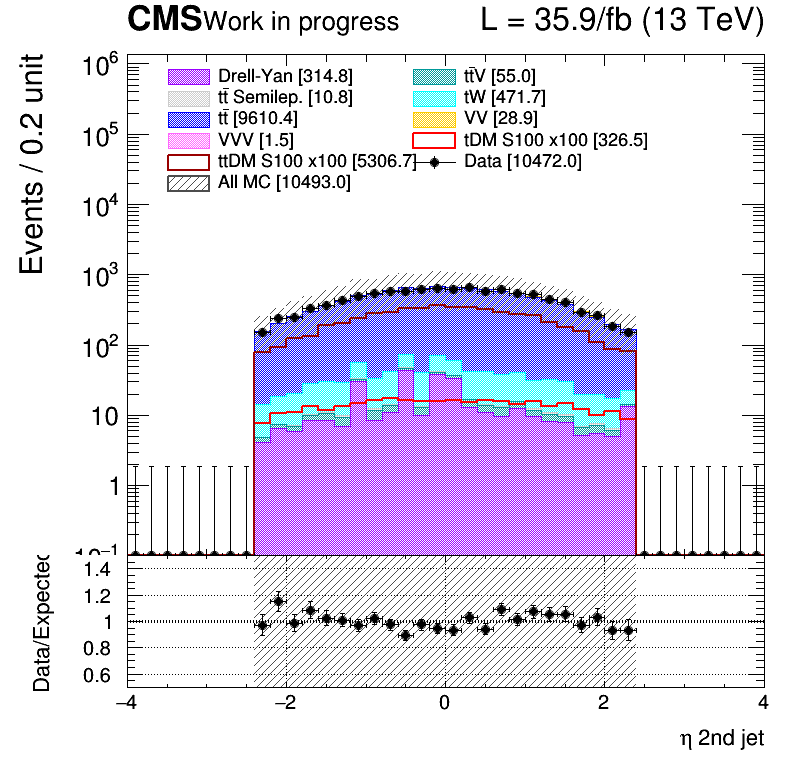 CMS Work in progress L = 35.9/fb (13 TeV)
Events / 0.2 unit
10⁶
10⁵
10⁴
10³
10²
10
1
10⁻¹
Drell-Yan [314.8] tt̄V [55.0]
tt̄ Semilep. [10.8] tW [471.7]
tt̄ [9610.4] VV [28.9]
VVV [1.5] tDM S100 x100 [326.5]
ttDM S100 x100 [5306.7] Data [10472.0]
All MC [10493.0]
Data/Expected
1.4
1.2
1
0.8
0.6
−4 −2 0 2 4
η 2nd jet